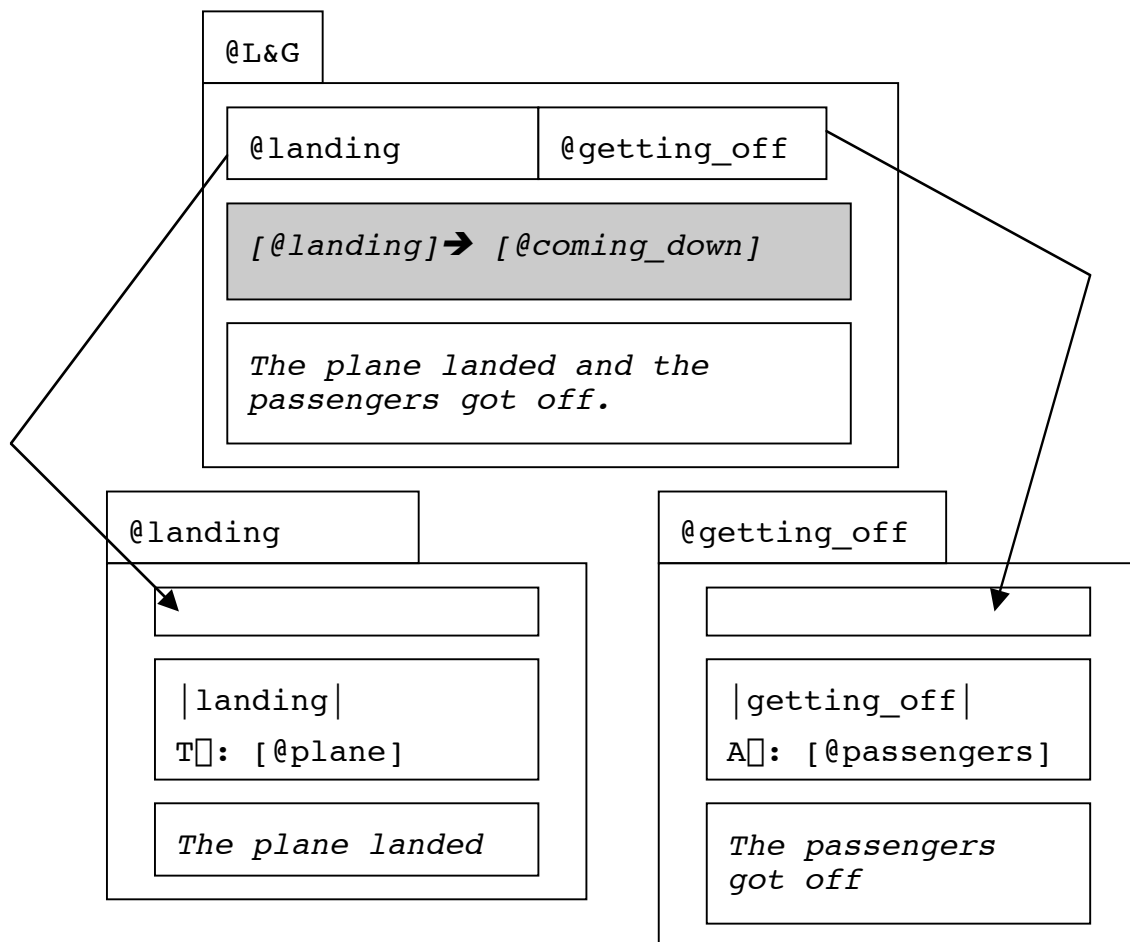 @L&G
@landing
@getting_off
[@landing]➔ [@coming_down]
The plane landed and the
passengers got off.
@landing
|landing|
T▯: [@plane]
The plane landed
@getting_off
|getting_off|
A▯: [@passengers]
The passengers
got off